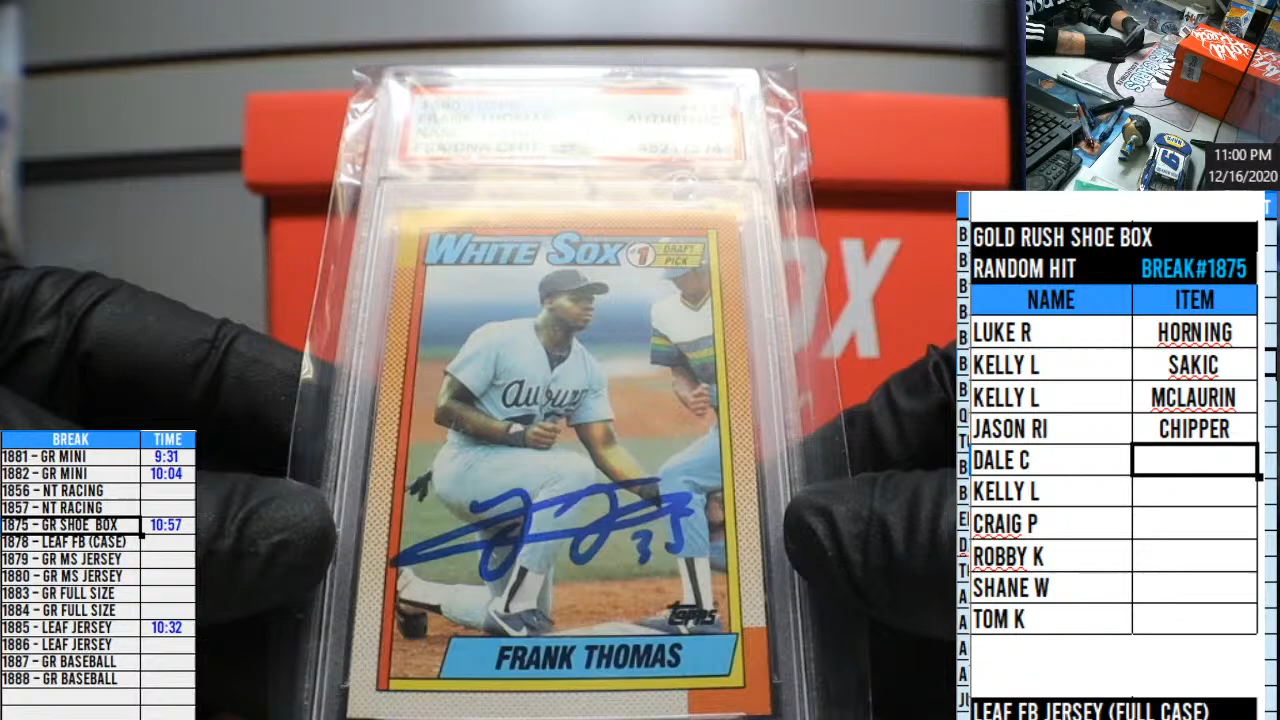 FRANK THOMAS
AUTHENTIC
WHITE SOX #1 DRAFT PICK
Auburn
35
Topps
FRANK THOMAS
OX
11:00 PM
12/16/2020
GOLD RUSH SHOE BOX
RANDOM HIT BREAK#1875
NAME ITEM
LUKE R HORNING
KELLY L SAKIC
KELLY L MCLAURIN
JASON RI CHIPPER
DALE C
KELLY L
CRAIG P
ROBBY K
SHANE W
TOM K
LEAF FB JERSEY (FULL CASE)
BREAK TIME
1881 - GR MINI 9:31
1882 - GR MINI 10:04
1856 - NT RACING
1857 - NT RACING
1875 - GR SHOE BOX 10:57
1878 - LEAF FB (CASE)
1879 - GR MS JERSEY
1880 - GR MS JERSEY
1883 - GR FULL SIZE
1884 - GR FULL SIZE
1885 - LEAF JERSEY 10:32
1886 - LEAF JERSEY
1887 - GR BASEBALL
1888 - GR BASEBALL